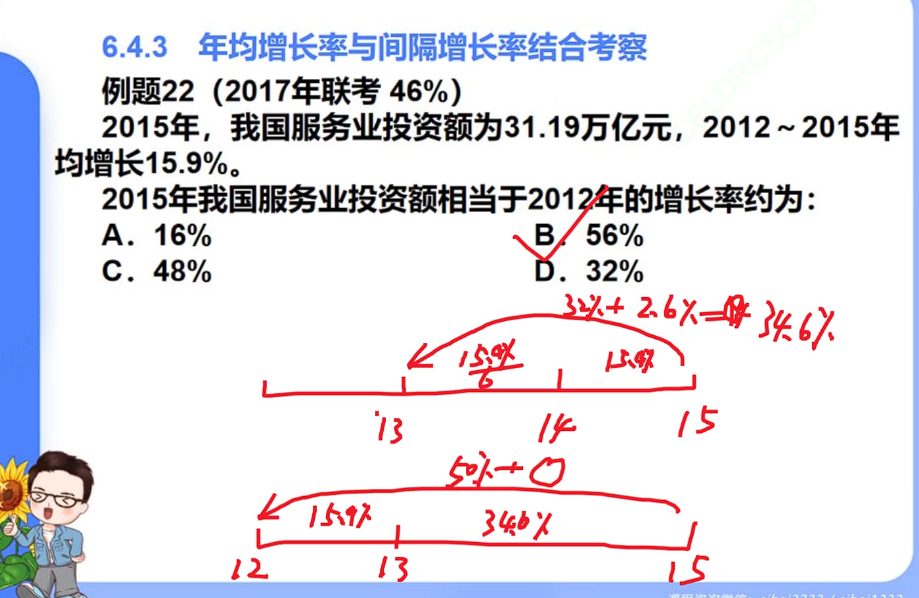 6.4.3 年均增长率与间隔增长率结合考察
例题22（2017年联考 46%）
2015年，我国服务业投资额为31.19万亿元，2012～2015年
均增长15.9%。
2015年我国服务业投资额相当于2012年的增长率约为：
A. 16%
B. 56%
C. 48%
D. 32%
32%+2.6%=
34.6%
15.9%
6
15.9%
13
14
15
50%+
15.9%
34.6%
12
13
15